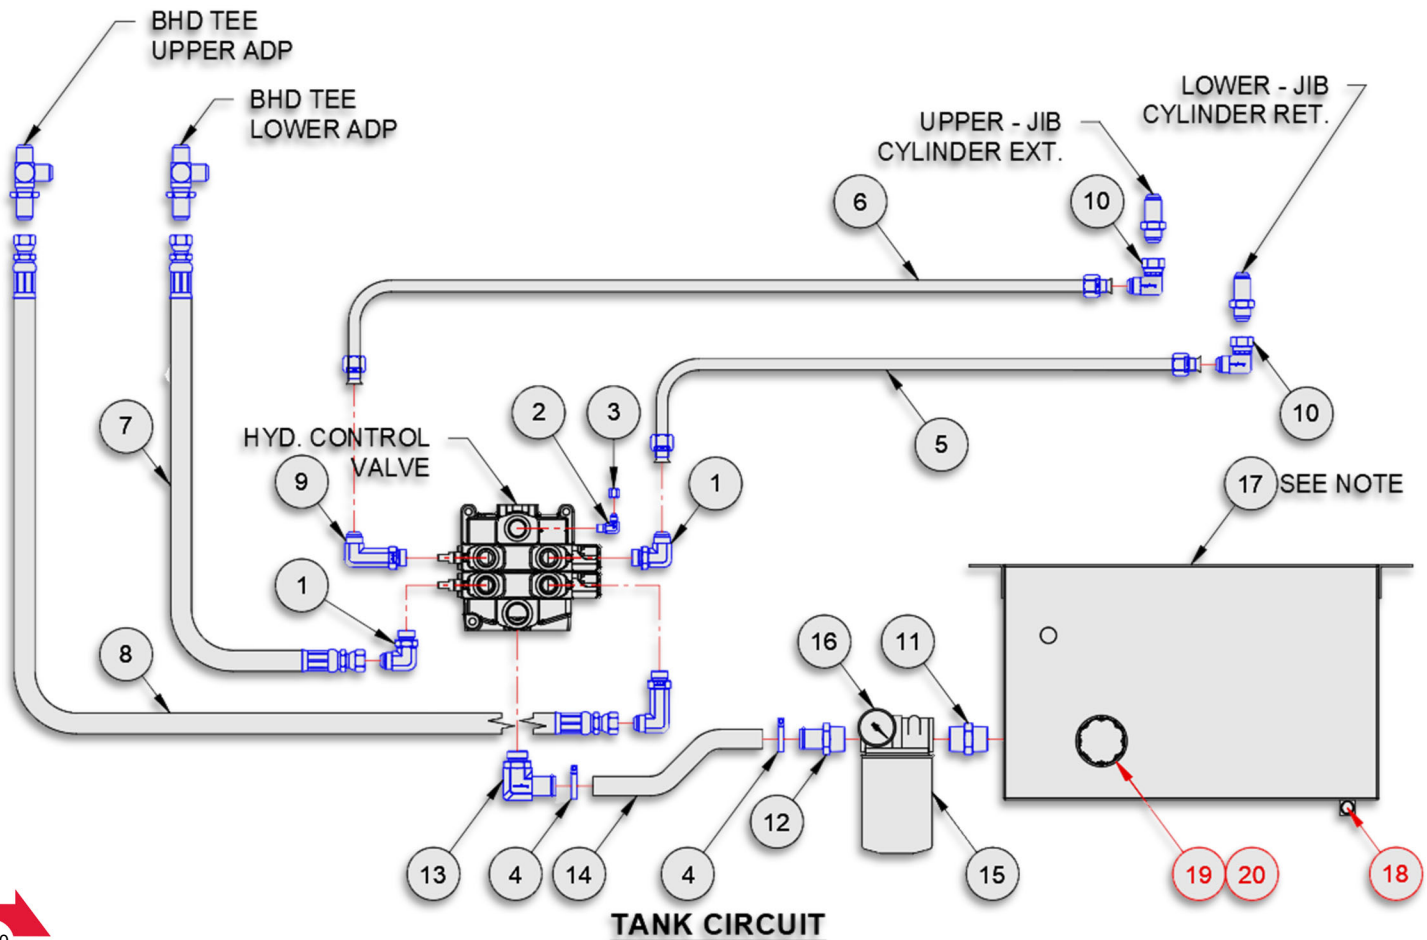 BHD TEE
UPPER ADP
BHD TEE
LOWER ADP
LOWER - JIB
CYLINDER RET.
UPPER - JIB
CYLINDER EXT.
6
10
7
HYD. CONTROL
VALVE
2
3
5
10
9
1
17 SEE NOTE
1
8
16
11
12
13
4
14
4
15
19
20
18
TANK CIRCUIT